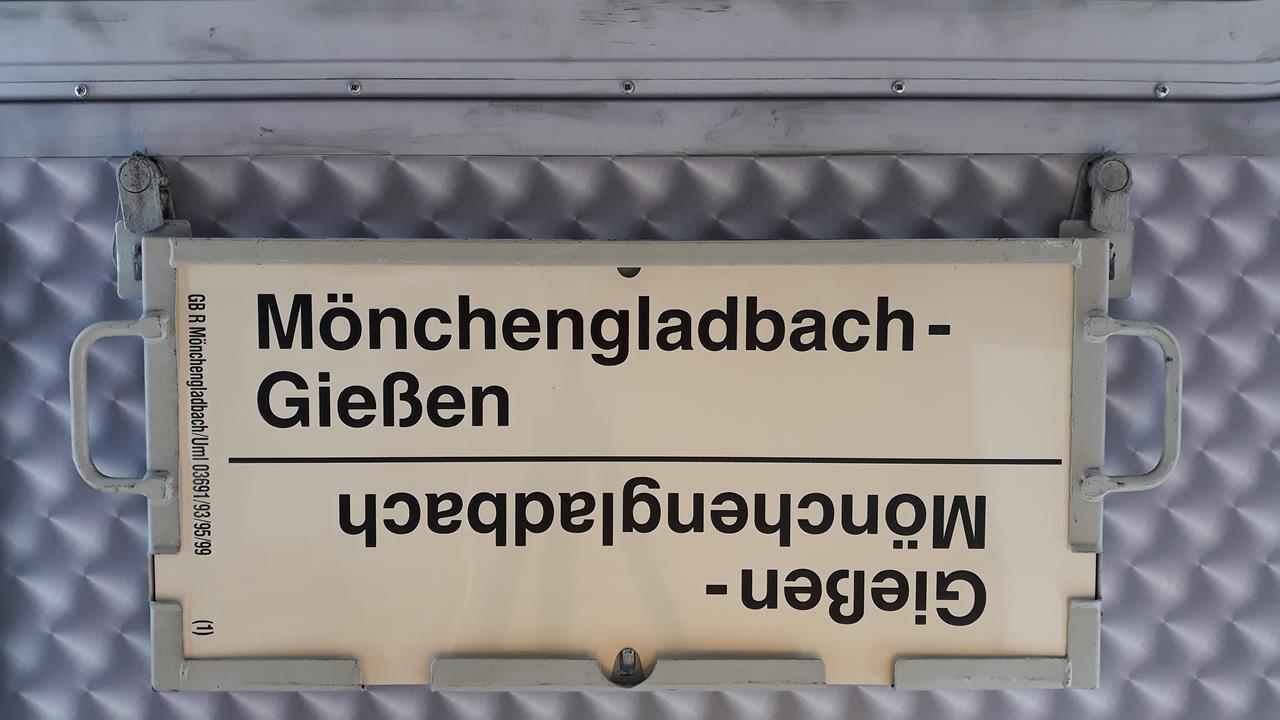 Mönchengladbach-
Gießen
Gießen-
Mönchengladbach
GB R Mönchengladbach/Uml 03691/93/95/99 (1)